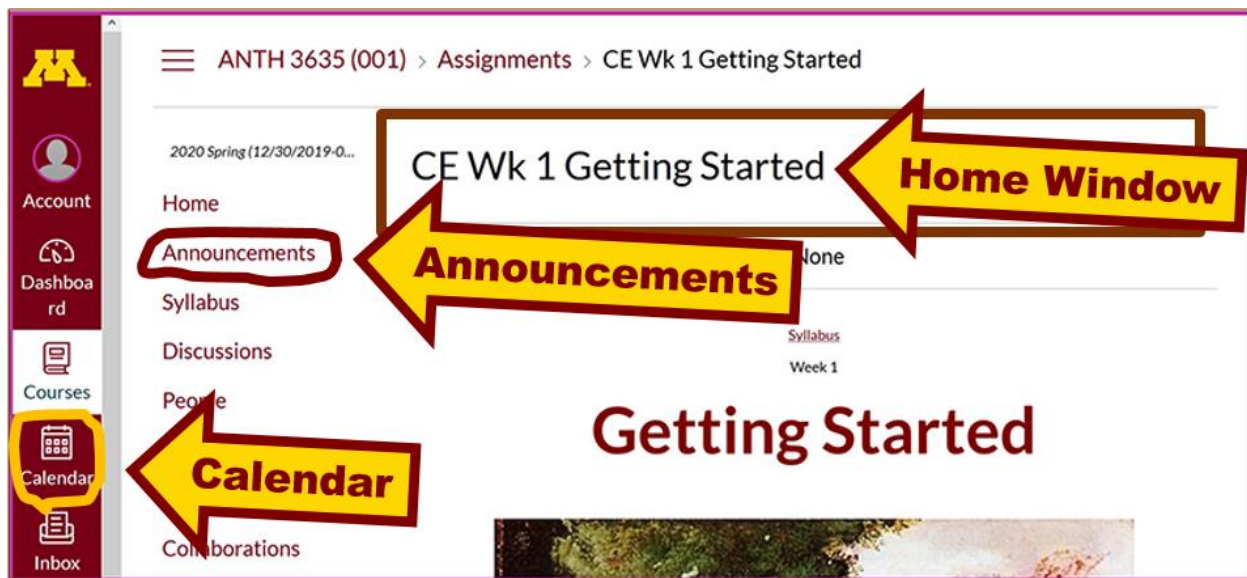 M
ANTH 3635 (001) > Assignments > CE Wk 1 Getting Started
Account
Dashboa
rd
Courses
Calendar
Inbox
2020 Spring (12/30/2019-0...
Home
Announcements
Syllabus
Discussions
People
Collaborations
CE Wk 1 Getting Started
Home Window
Announcements
None
Calendar
Syllabus
Week 1
Getting Started